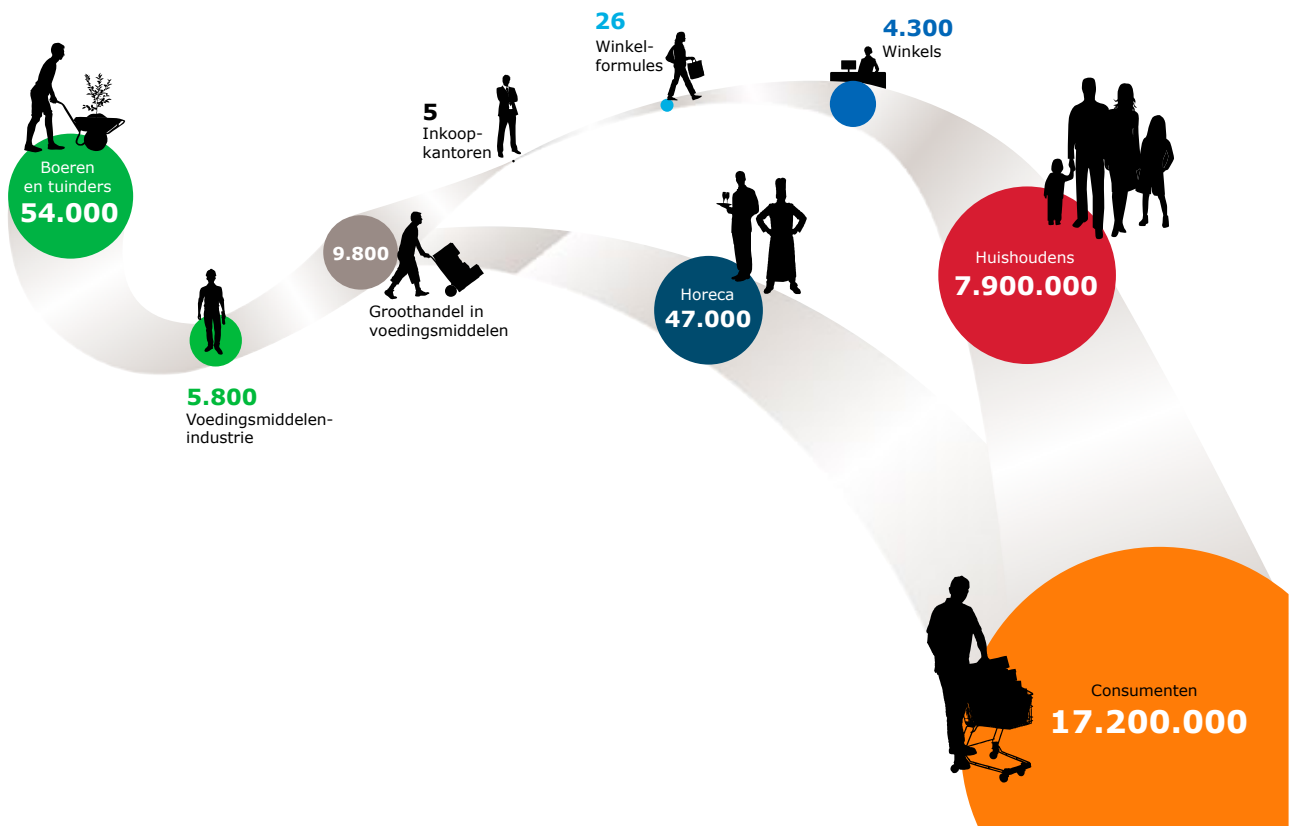 Boeren
en tuinders
54.000
5.800
Voedingsmiddelen-
industrie
9.800
Groothandel in
voedingsmiddelen
5
Inkoop-
kantoren
26
Winkel-
formules
4.300
Winkels
Horeca
47.000
Huishoudens
7.900.000
Consumenten
17.200.000